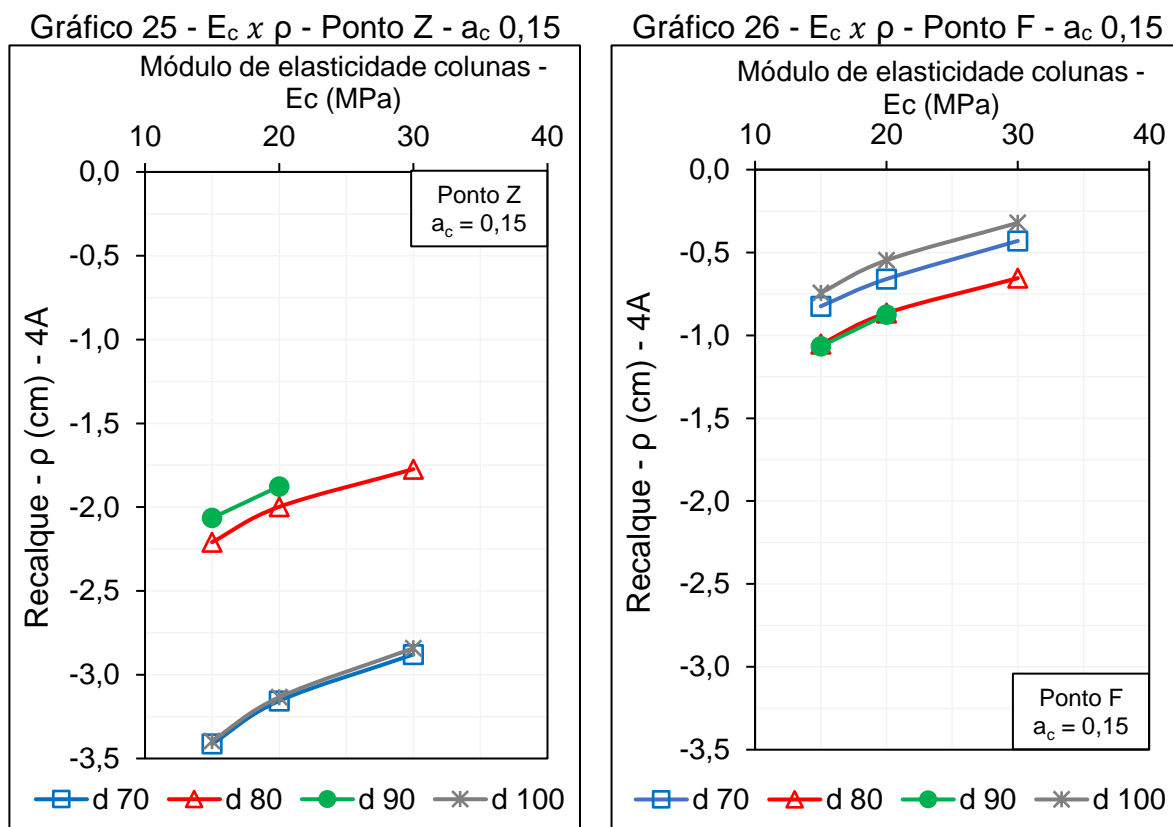 Gráfico 25 - Ec x ρ - Ponto Z - ac 0,15
Módulo de elasticidade colunas -
Ec (MPa)
10 20 30 40
0,0
-0,5
-1,0
-1,5
-2,0
-2,5
-3,0
-3,5
Recalque - ρ (cm) - 4A
Ponto Z
ac = 0,15
d 70 d 80 d 90 d 100
Gráfico 26 - Ec x ρ - Ponto F - ac 0,15
Módulo de elasticidade colunas -
Ec (MPa)
10 20 30 40
0,0
-0,5
-1,0
-1,5
-2,0
-2,5
-3,0
-3,5
Recalque - ρ (cm) - 4A
Ponto F
ac = 0,15
d 70 d 80 d 90 d 100